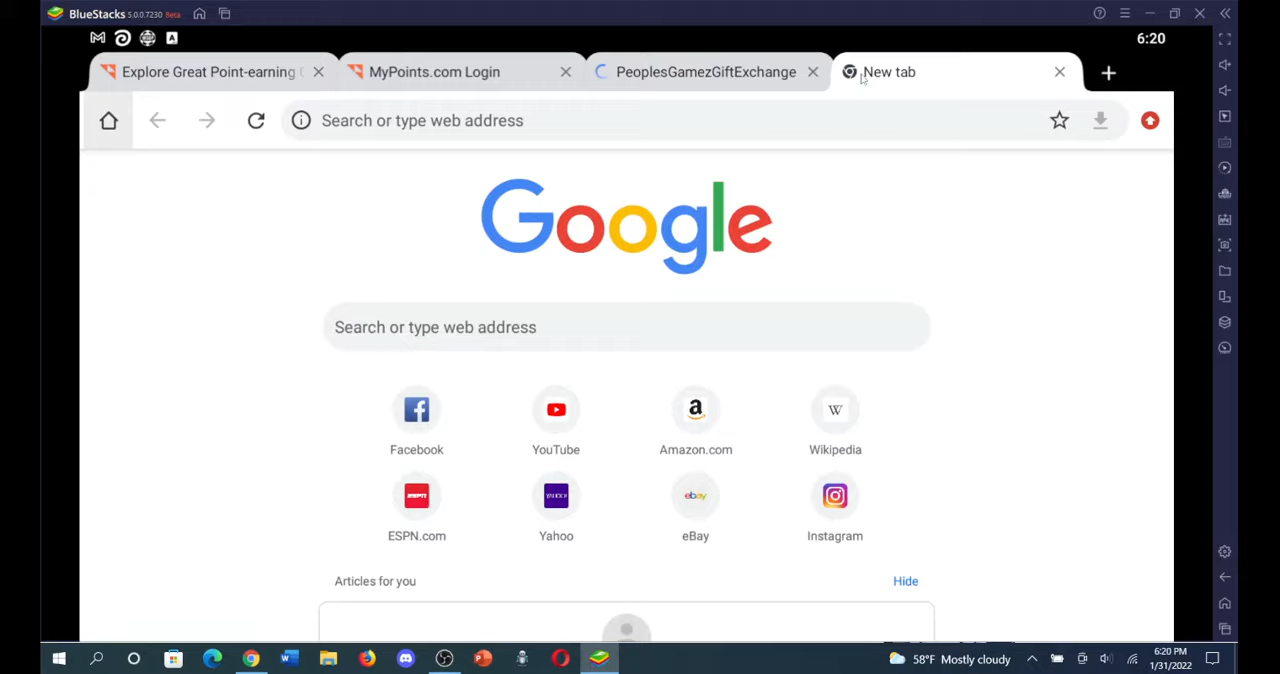 BlueStacks 5.0.0.7230 Beta
6:20
Explore Great Point-earning
MyPoints.com Login
PeoplesGamezGiftExchange
New tab
Search or type web address
Google
Search or type web address
Facebook
YouTube
Amazon.com
Wikipedia
ESPN.com
Yahoo
eBay
Instagram
Articles for you
Hide
58°F Mostly cloudy
6:20 PM
1/31/2022